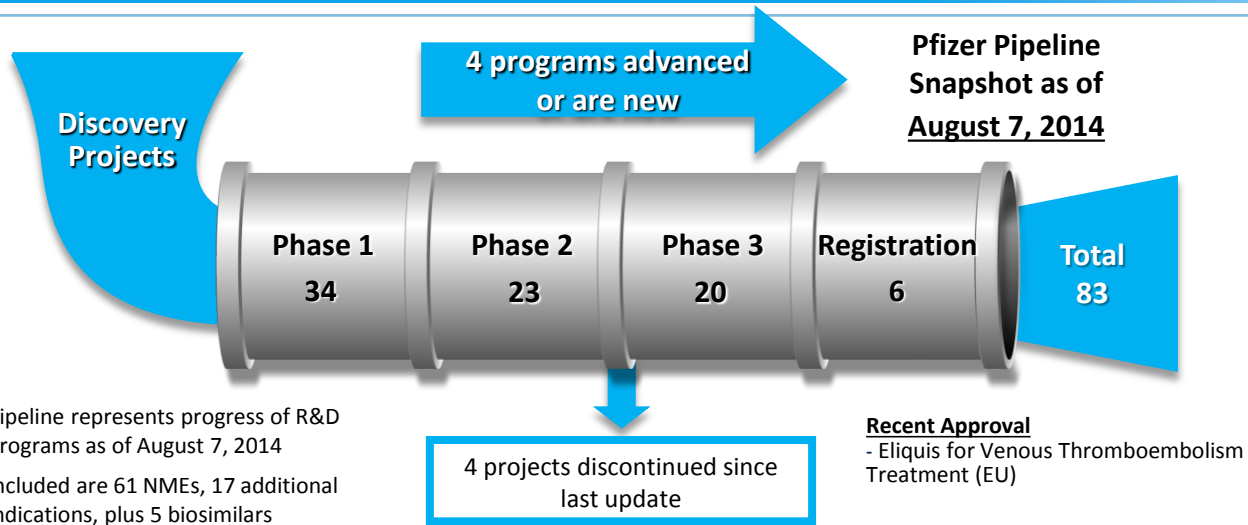 4 programs advanced
or are new
Pfizer Pipeline
Snapshot as of
August 7, 2014
Discovery
Projects
Phase 1
34
Phase 2
23
Phase 3
20
Registration
6
Total
83
ipeline represents progress of R&D
rograms as of August 7, 2014
ncluded are 61 NMEs, 17 additional
ndications, plus 5 biosimilars
4 projects discontinued since
last update
Recent Approval
- Eliquis for Venous Thromboembolism
Treatment (EU)